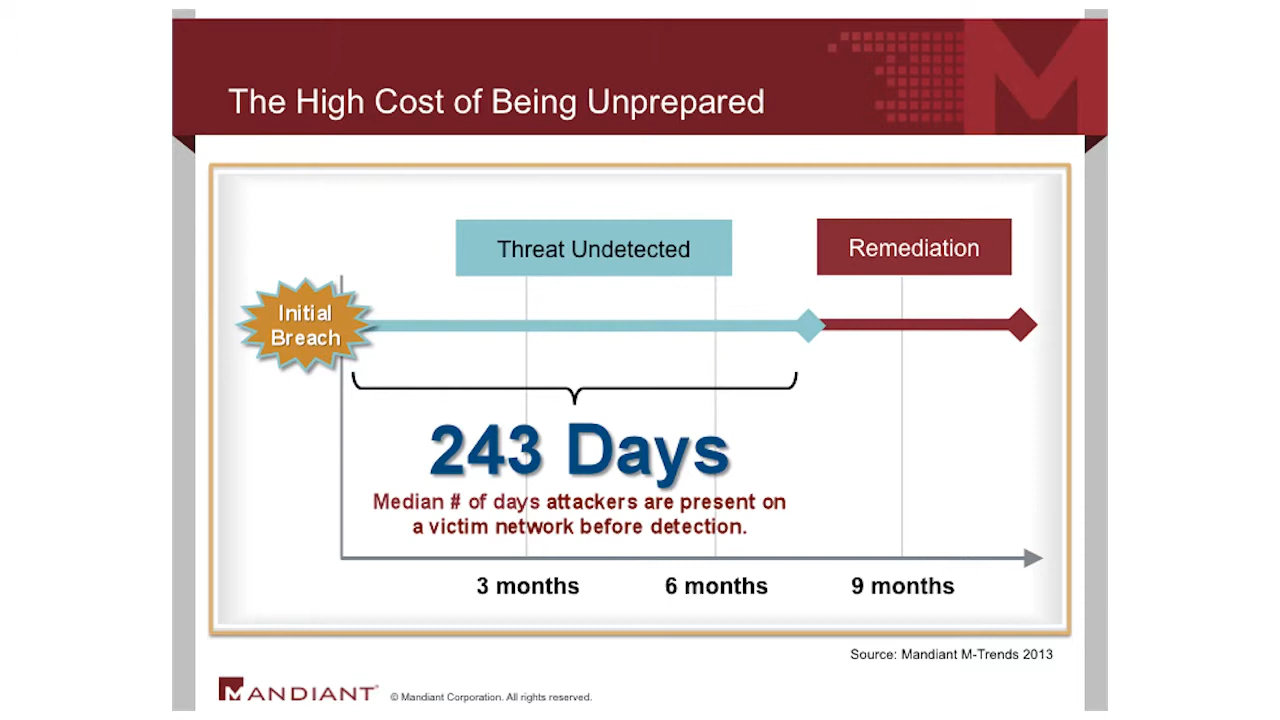 The High Cost of Being Unprepared
Threat Undetected
Remediation
Initial
Breach
243 Days
Median # of days attackers are present on
a victim network before detection.
3 months
6 months
9 months
Source: Mandiant M-Trends 2013
MANDIANT® © Mandiant Corporation. All rights reserved.